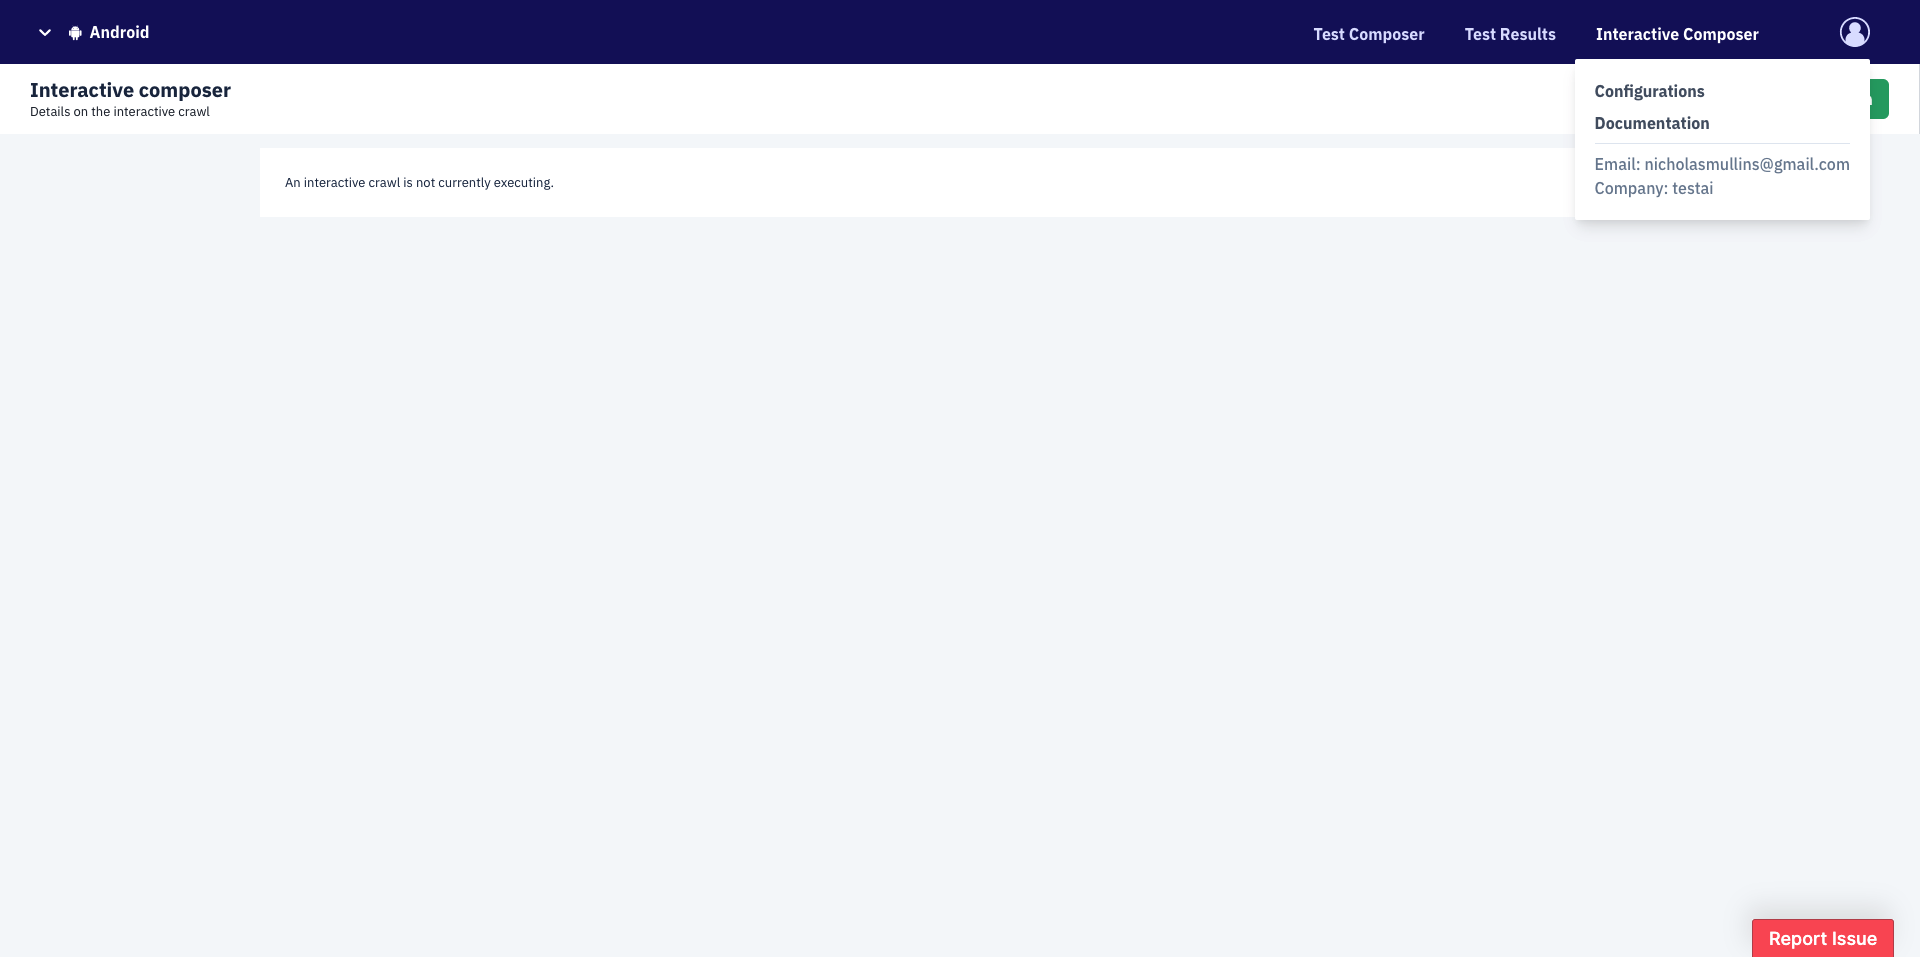 Android
Test Composer
Test Results
Interactive Composer
Interactive composer
Details on the interactive crawl
Configurations
Documentation
Email: nicholasmullins@gmail.com
Company: testai
An interactive crawl is not currently executing.
Report Issue